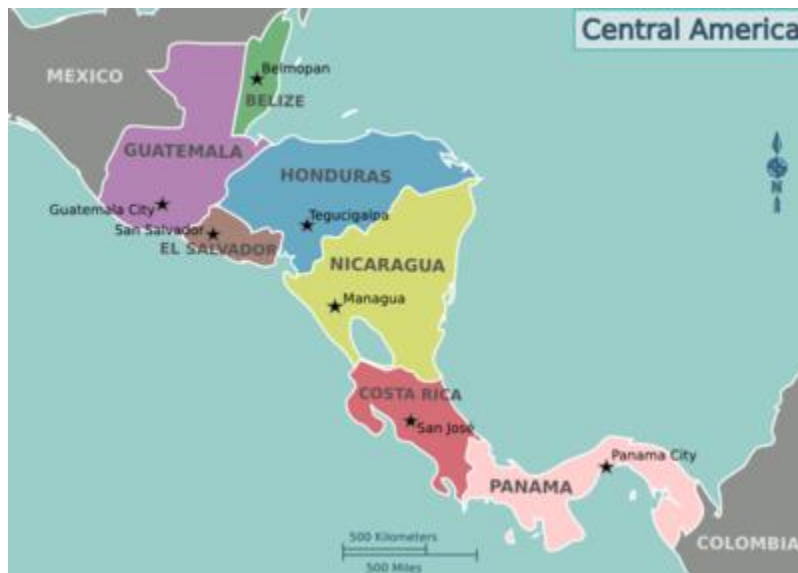 Central America
MEXICO
Belmopan
BELIZE
GUATEMALA
HONDURAS
Guatemala City
Tegucigalpa
San Salvador
EL SALVADOR
NICARAGUA
Managua
COSTA RICA
San José
Panama City
PANAMA
COLOMBIA
N
500 Kilometers
500 Miles